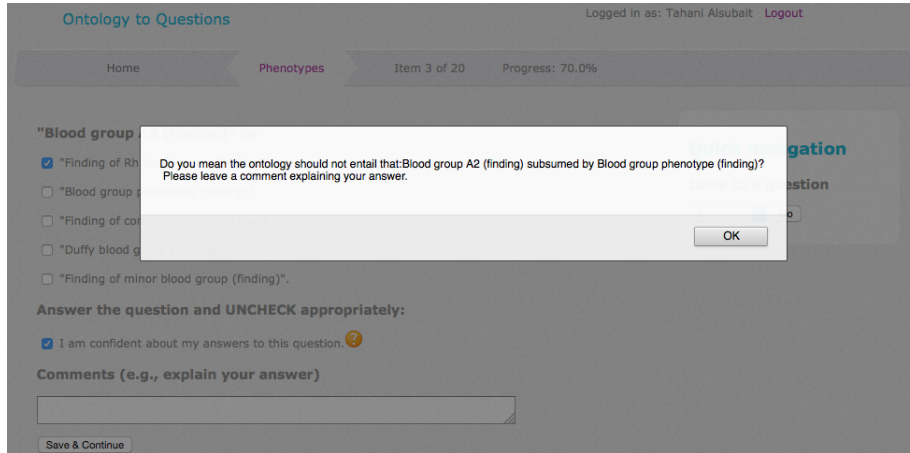 Ontology to Questions
Logged in as: Tahani Alsubait Logout
Home Phenotypes Item 3 of 20 Progress: 70.0%
"Blood group
"Finding of Rh
"Blood group
"Finding of
"Duffy blood
"Finding of minor blood group (finding)".
Do you mean the ontology should not entail that:Blood group A2 (finding) subsumed by Blood group phenotype (finding)?
Please leave a comment explaining your answer.
OK
Quick navigation
question
Answer the question and UNCHECK appropriately:
I am confident about my answers to this question. ?
Comments (e.g., explain your answer)
Save & Continue